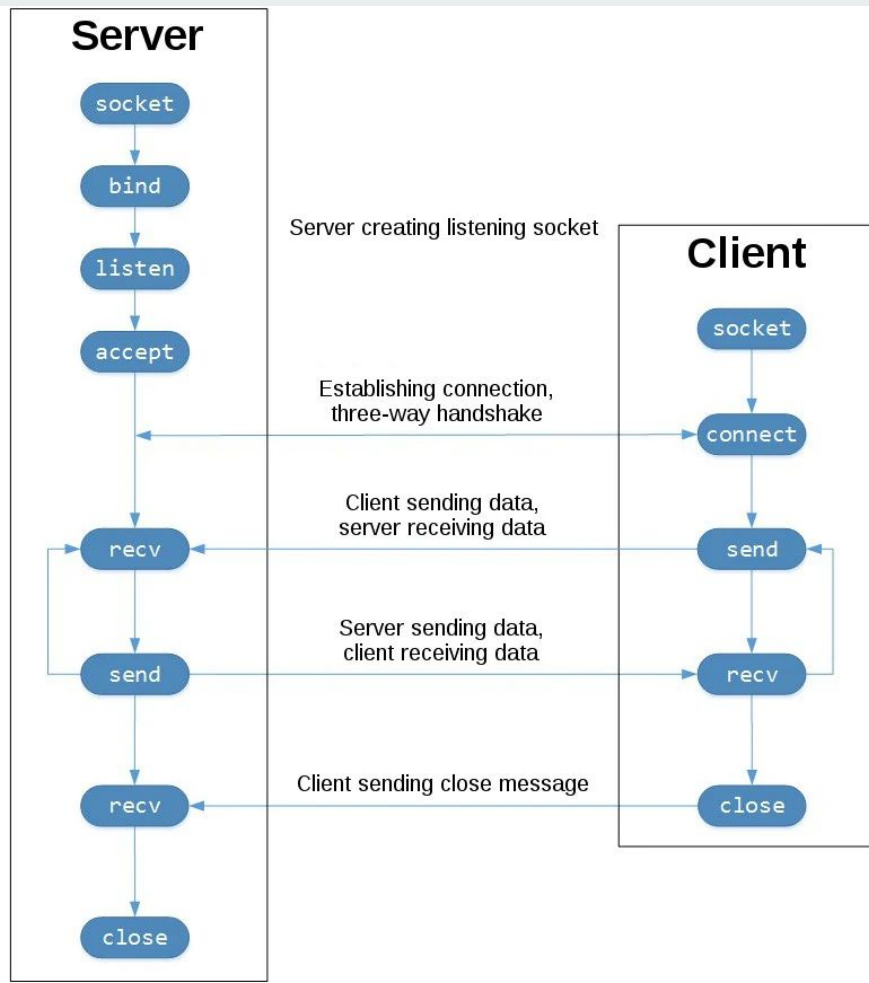 Server
socket
bind
listen
accept
recv
send
recv
close
Server creating listening socket
Establishing connection,
three-way handshake
Client sending data,
server receiving data
Server sending data,
client receiving data
Client sending close message
Client
socket
connect
send
recv
close